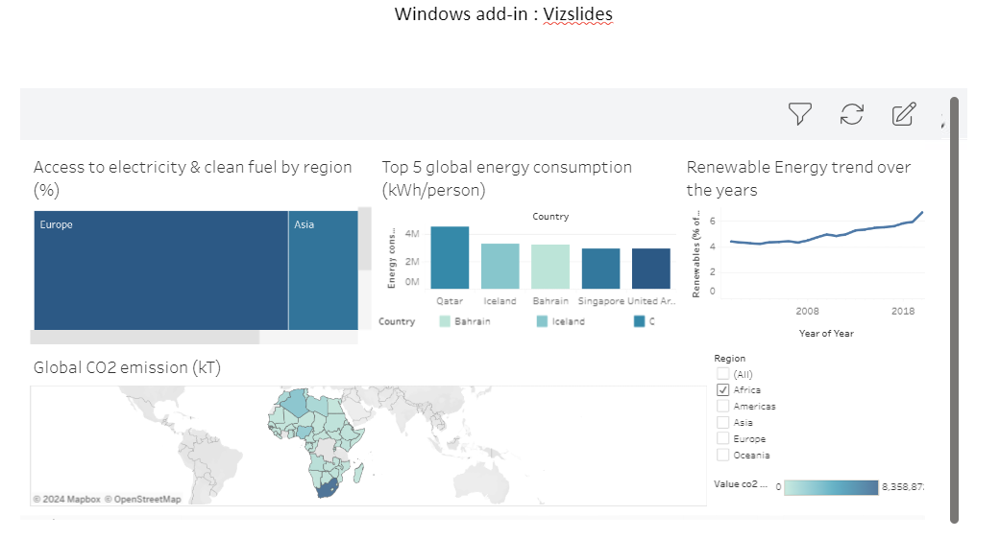 Windows add-in : Vizslides
Access to electricity & clean fuel by region
(%)
Europe
Asia
Top 5 global energy consumption
(kWh/person)
Country
Energy cons...
4M
2M
0M
Qatar
Iceland
Bahrain
Singapore
United Ar..
Country
Bahrain
Iceland
C
Renewable Energy trend over
the years
Renewables (% of...
6
4
2
0
2008
2018
Year of Year
Global CO2 emission (kT)
© 2024 Mapbox © OpenStreetMap
Region
(All)
Africa
Americas
Asia
Europe
Oceania
Value co2 ...
0
8,358,87